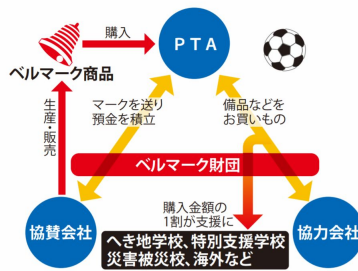 購入
PTA
ベルマーク商品
マークを送り
預金を積立
備品などを
お買いもの
生産・販売
ベルマーク財団
購入金額の
1割が支援に
協賛会社
へき地学校、特別支援学校
災害被災校、海外など
協力会社